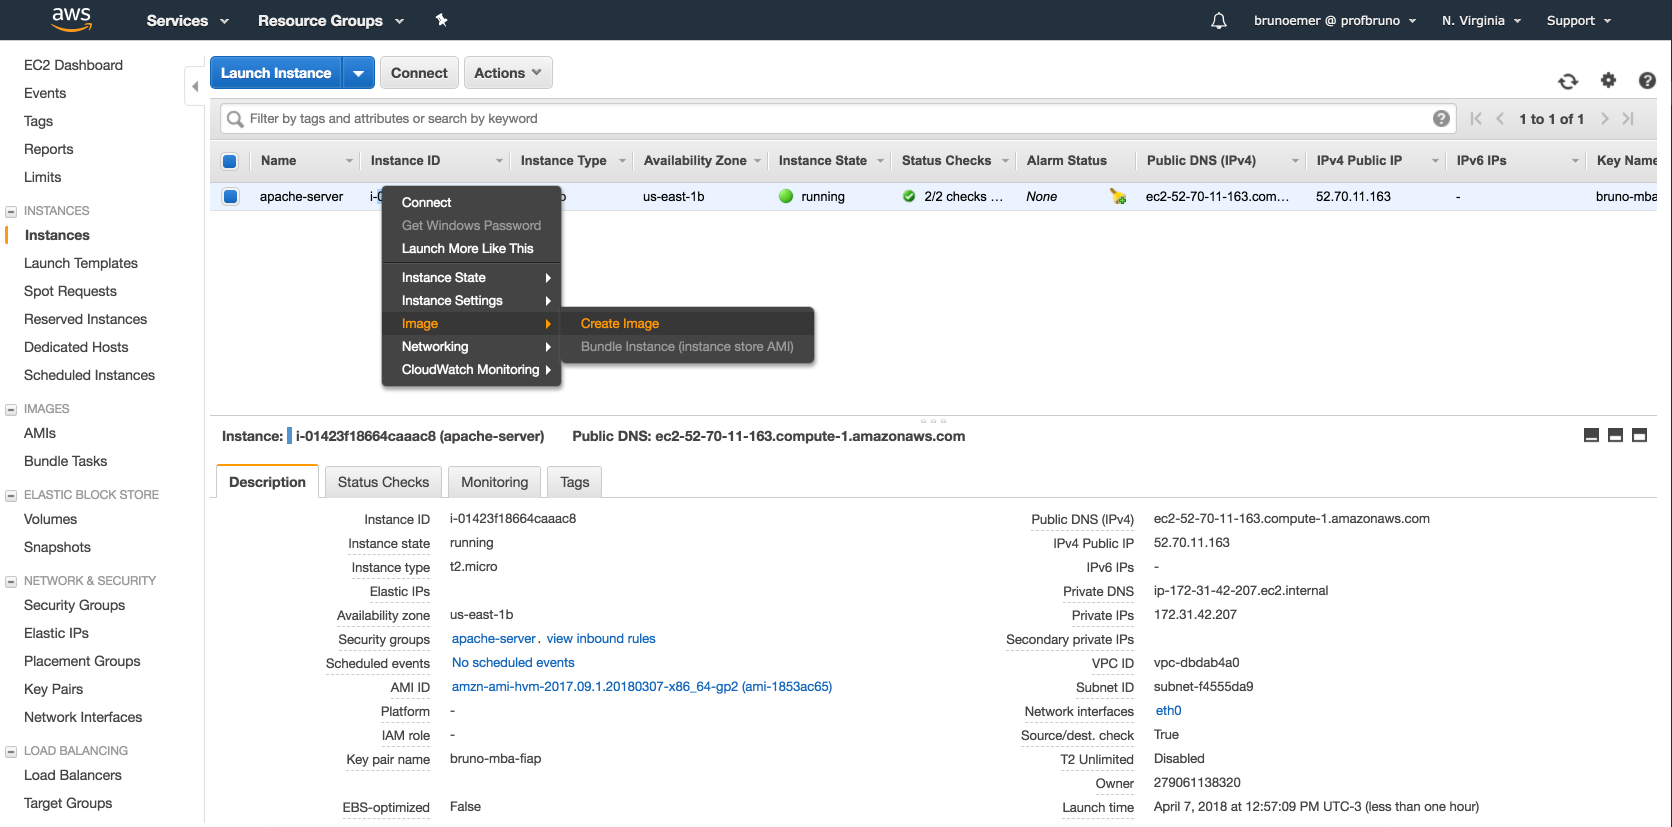 aws Services Resource Groups brunoemer @ profbruno N. Virginia Support
EC2 Dashboard
Events
Tags
Reports
Limits
INSTANCES
Instances
Launch Templates
Spot Requests
Reserved Instances
Dedicated Hosts
Scheduled Instances
IMAGES
AMIs
Bundle Tasks
ELASTIC BLOCK STORE
Volumes
Snapshots
NETWORK & SECURITY
Security Groups
Elastic IPs
Placement Groups
Key Pairs
Network Interfaces
LOAD BALANCING
Load Balancers
Target Groups
Launch Instance Connect Actions
Filter by tags and attributes or search by keyword 1 to 1 of 1
Name Instance ID Instance Type Availability Zone Instance State Status Checks Alarm Status Public DNS (IPv4) IPv4 Public IP IPv6 IPs Key Name
apache-server us-east-1b running 2/2 checks ... None ec2-52-70-11-163.com... 52.70.11.163 - bruno-mba
Connect
Get Windows Password
Launch More Like This
Instance State
Instance Settings
Image
Networking
CloudWatch Monitoring
Create Image
Bundle Instance (instance store AMI)
Instance: i-01423f18664caaac8 (apache-server) Public DNS: ec2-52-70-11-163.compute-1.amazonaws.com
Description Status Checks Monitoring Tags
Instance ID i-01423f18664caaac8
Instance state running
Instance type t2.micro
Elastic IPs
Availability zone us-east-1b
Security groups apache-server. view inbound rules
Scheduled events No scheduled events
AMI ID amzn-ami-hvm-2017.09.1.20180307-x86_64-gp2 (ami-1853ac65)
Platform -
IAM role -
Key pair name bruno-mba-fiap
EBS-optimized False
Public DNS (IPv4) ec2-52-70-11-163.compute-1.amazonaws.com
IPv4 Public IP 52.70.11.163
IPv6 IPs -
Private DNS ip-172-31-42-207.ec2.internal
Private IPs 172.31.42.207
Secondary private IPs
VPC ID vpc-dbdab4a0
Subnet ID subnet-f4555da9
Network interfaces eth0
Source/dest. check True
T2 Unlimited Disabled
Owner 279061138320
Launch time April 7, 2018 at 12:57:09 PM UTC-3 (less than one hour)